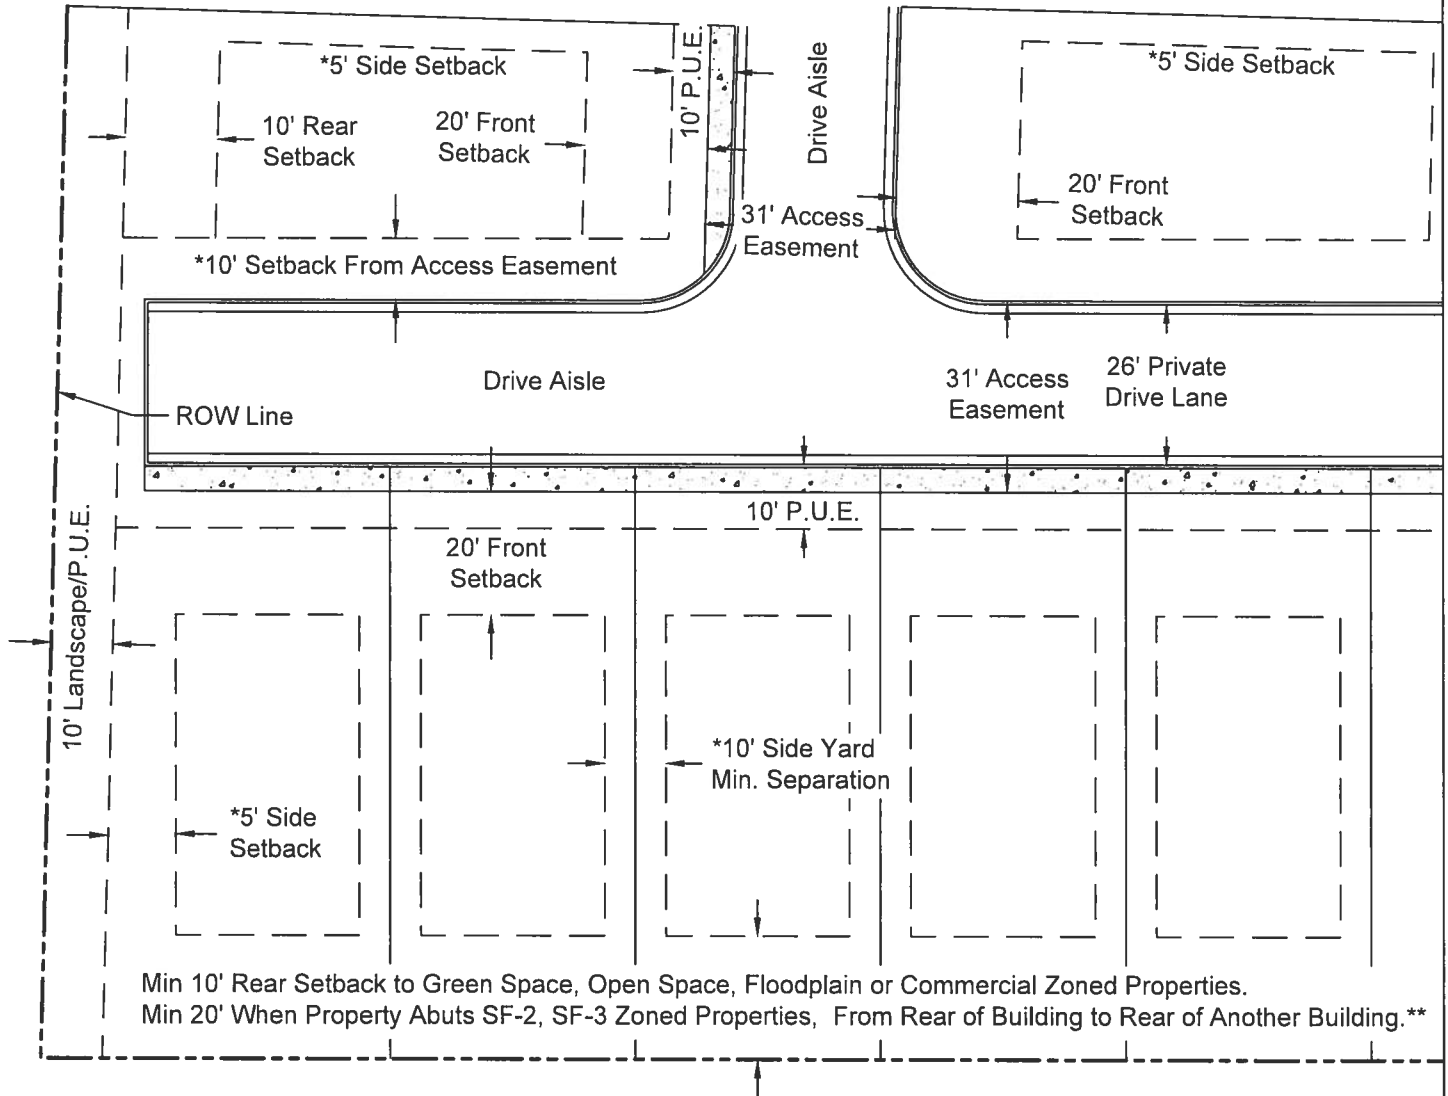 *5' Side Setback
10' P.U.E.
Drive Aisle
*5' Side Setback
10' Rear
Setback
20' Front
Setback
20' Front
Setback
31' Access
Easement
*10' Setback From Access Easement
Drive Aisle
31' Access
Easement
26' Private
Drive Lane
ROW Line
10' P.U.E.
10' Landscape/P.U.E.
20' Front
Setback
*10' Side Yard
Min. Separation
*5' Side
Setback
Min 10' Rear Setback to Green Space, Open Space, Floodplain or Commercial Zoned Properties.
Min 20' When Property Abuts SF-2, SF-3 Zoned Properties, From Rear of Building to Rear of Another Building.**